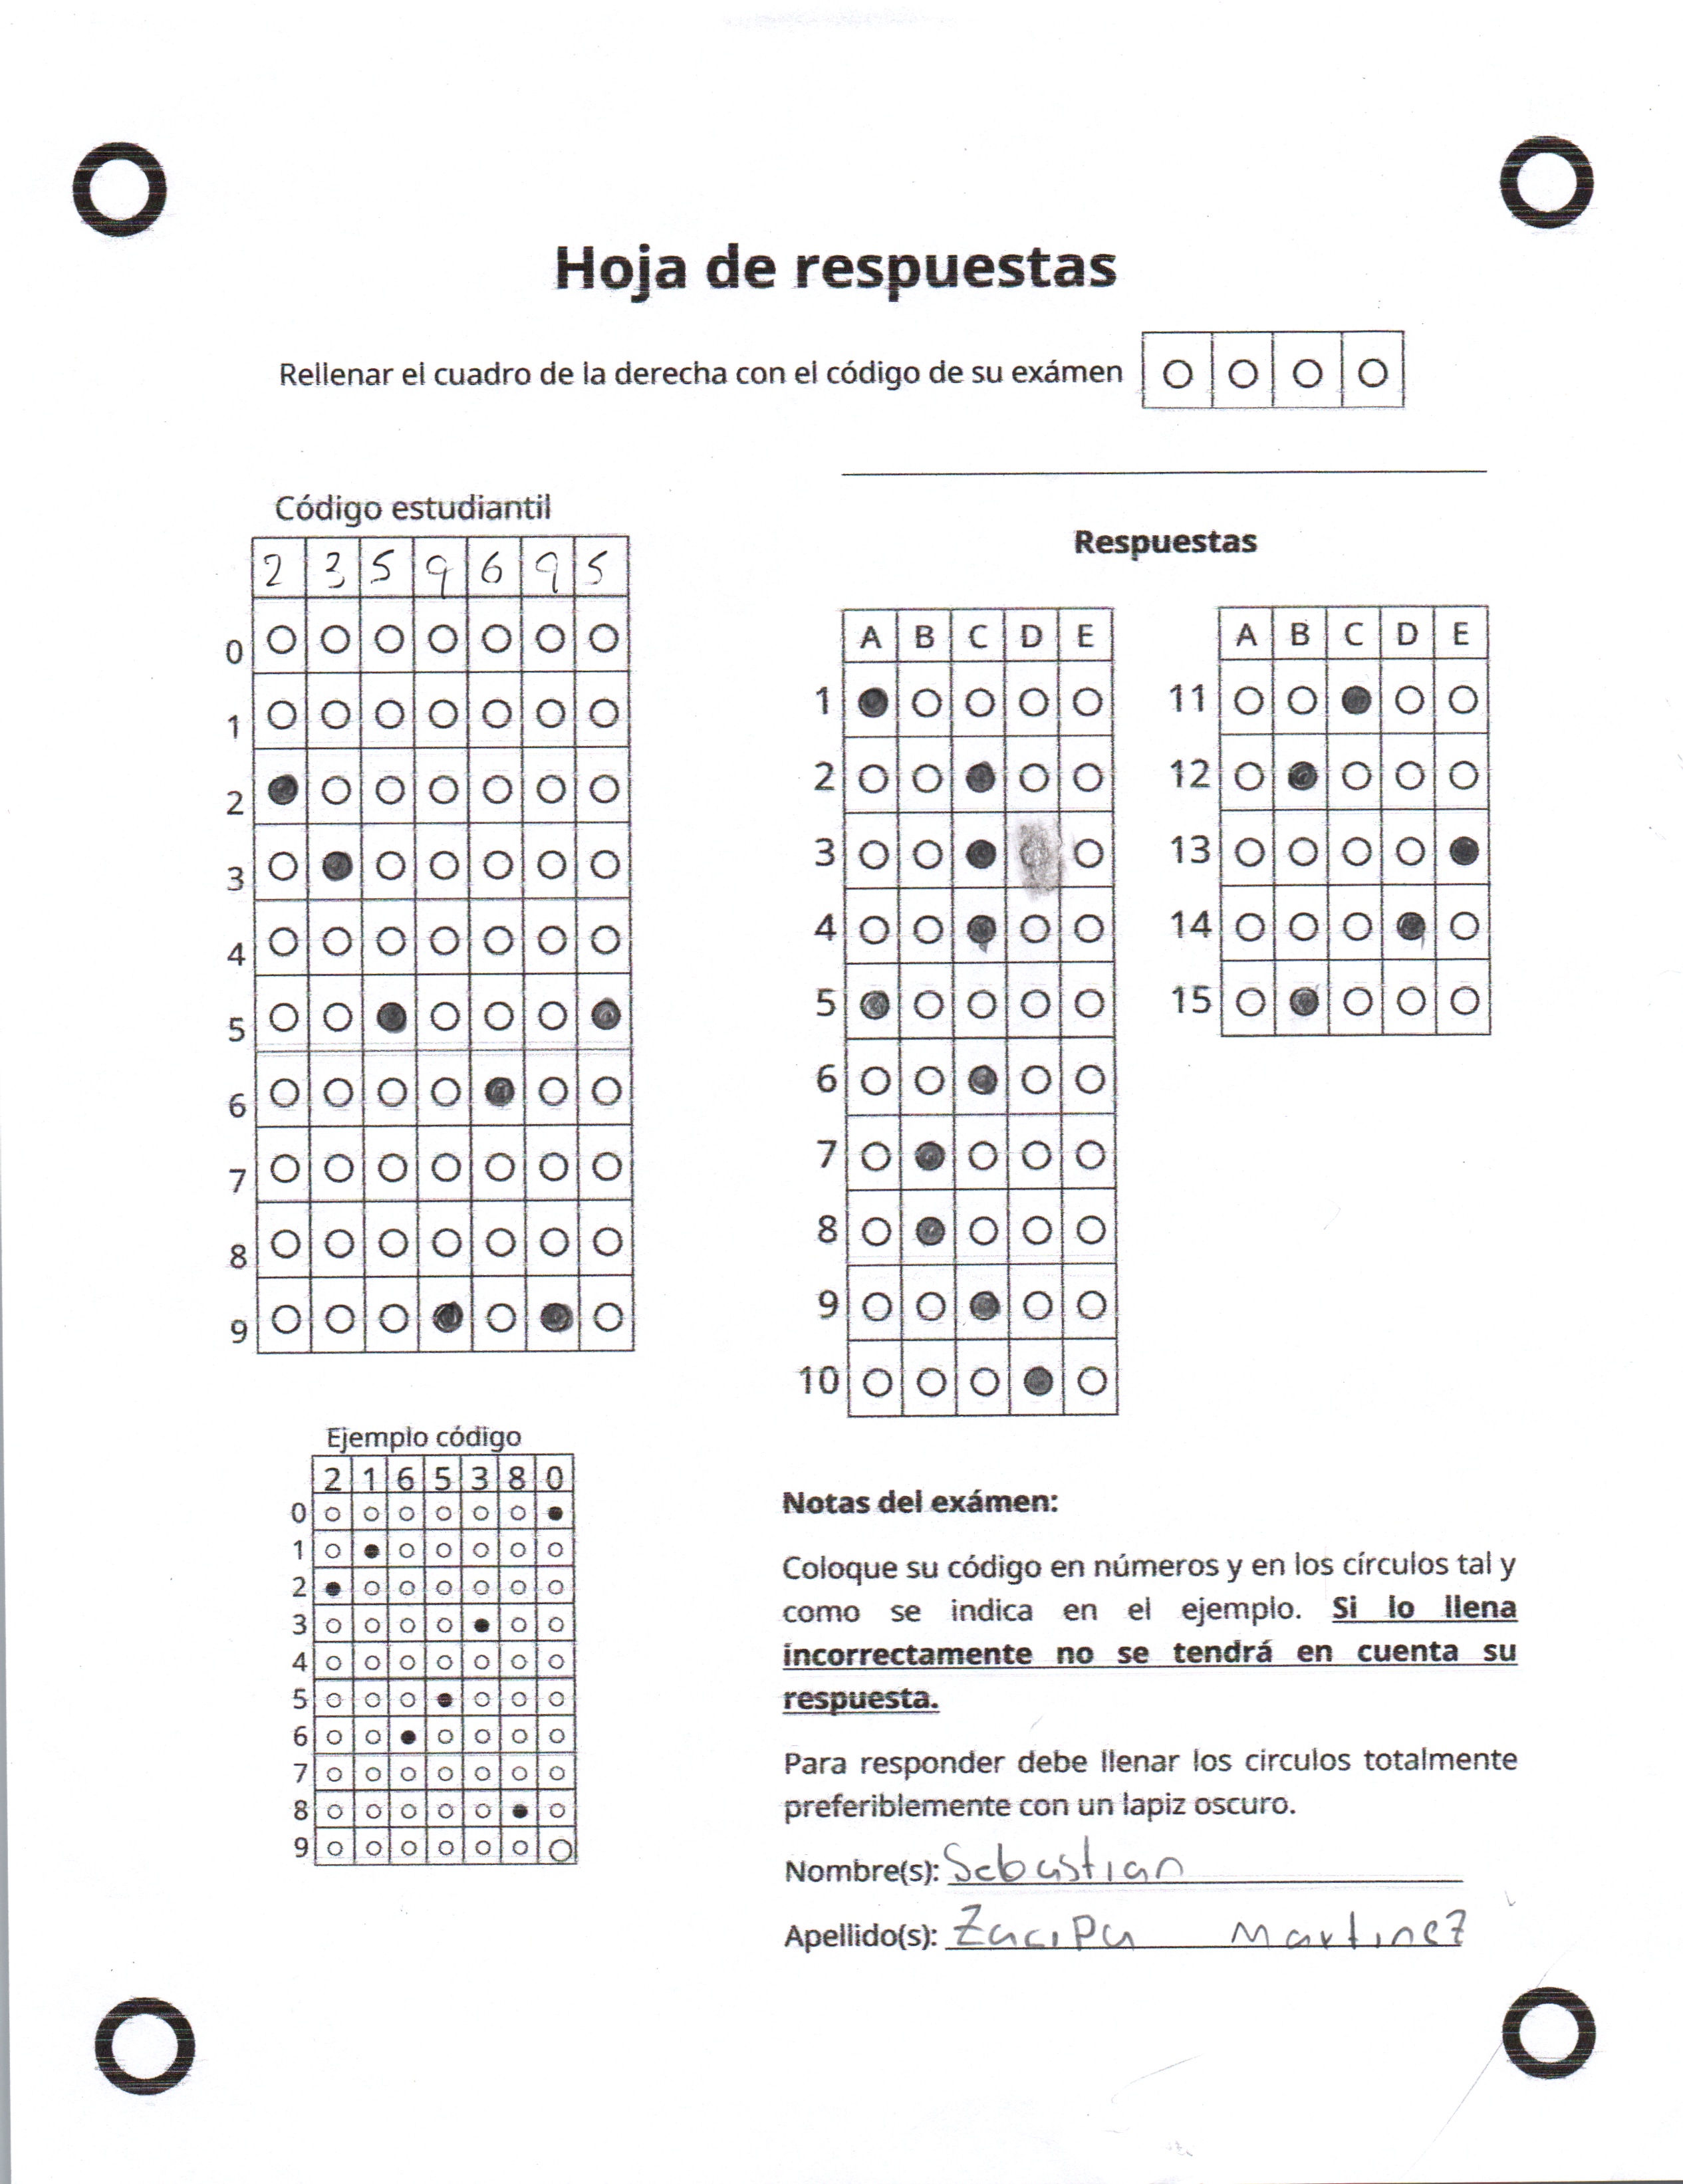 Hoja de respuestas
Rellenar el cuadro de la derecha con el código de su exámen
Código estudiantil
2 3 5 9 6 9 5
0
1
2
3
4
5
6
7
8
9
Respuestas
A B C D E
1
2
3
4
5
6
7
8
9
10
A B C D E
11
12
13
14
15
Ejemplo código
2 1 6 5 3 8 0
0
1
2
3
4
5
6
7
8
9
Notas del exámen:
Coloque su código en números y en los círculos tal y
como se indica en el ejemplo. Si lo llena
incorrectamente no se tendrá en cuenta su
respuesta.
Para responder debe llenar los circulos totalmente
preferiblemente con un lapiz oscuro.
Nombre(s): Sebastian
Apellido(s): Zacipa Martinez